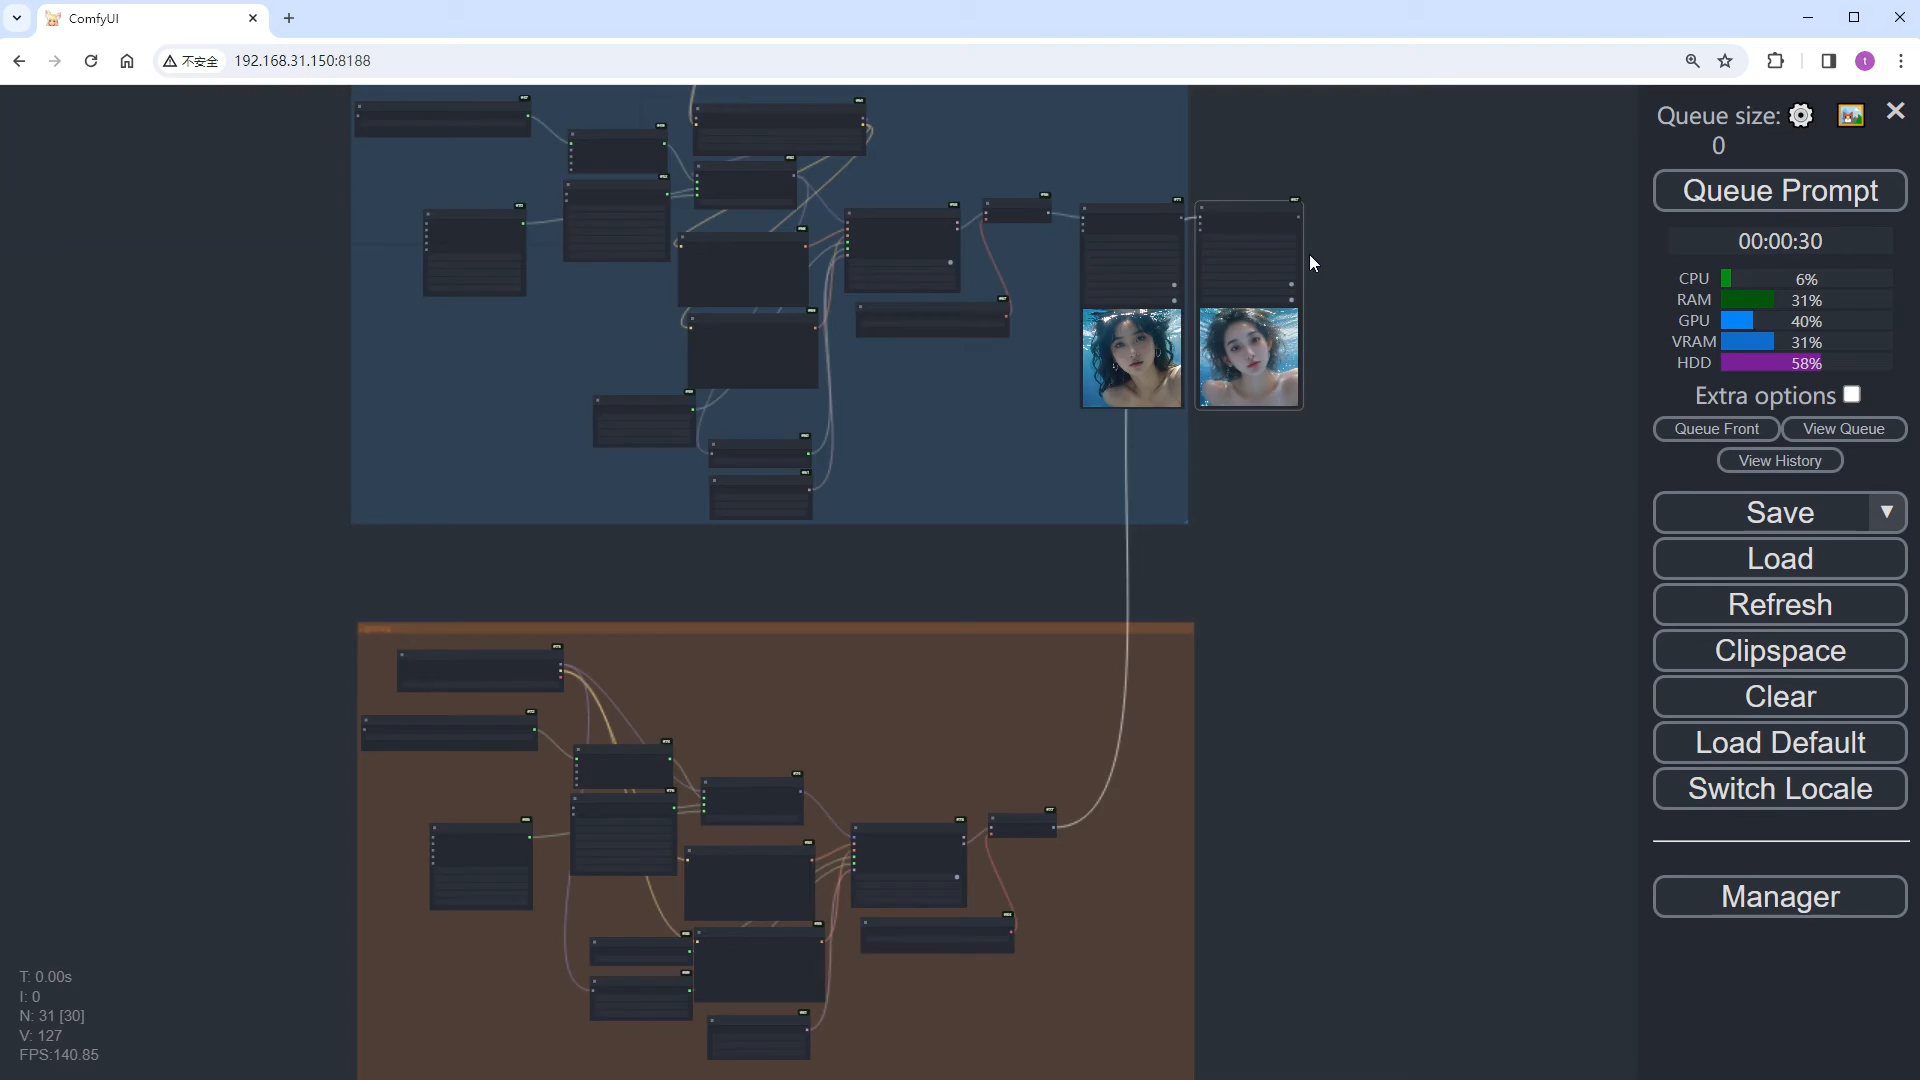 ComfyUI
不安全
192.168.31.150:8188
Queue size:
0
Queue Prompt
00:00:30
CPU 6%
RAM 31%
GPU 40%
VRAM 31%
HDD 58%
Extra options
Queue Front View Queue
View History
Save ▼
Load
Refresh
Clipspace
Clear
Load Default
Switch Locale
Manager
T: 0.00s
I: 0
N: 31 [30]
V: 127
FPS:140.85
t